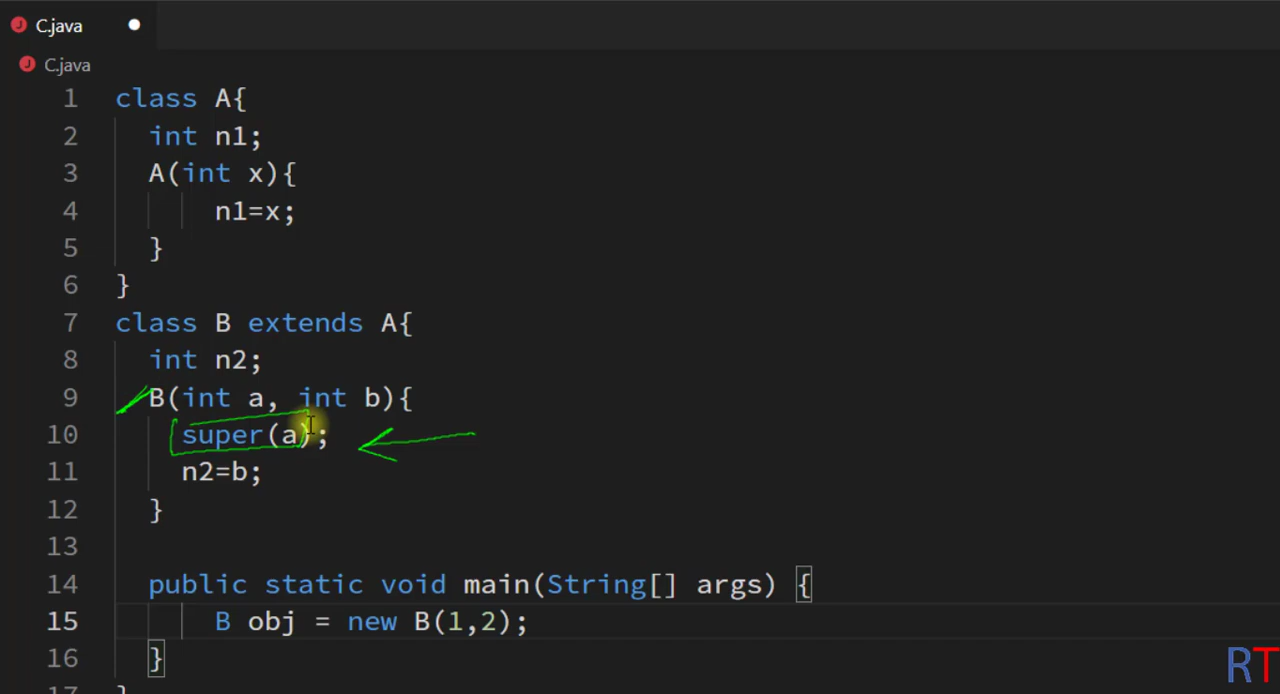 C.java
C.java
1 class A{
2 int n1;
3 A(int x){
4 n1=x;
5 }
6 }
7 class B extends A{
8 int n2;
9 B(int a, int b){
10 super(a);
11 n2=b;
12 }
13
14 public static void main(String[] args) {
15 B obj = new B(1,2);
16 }
17 }
RT